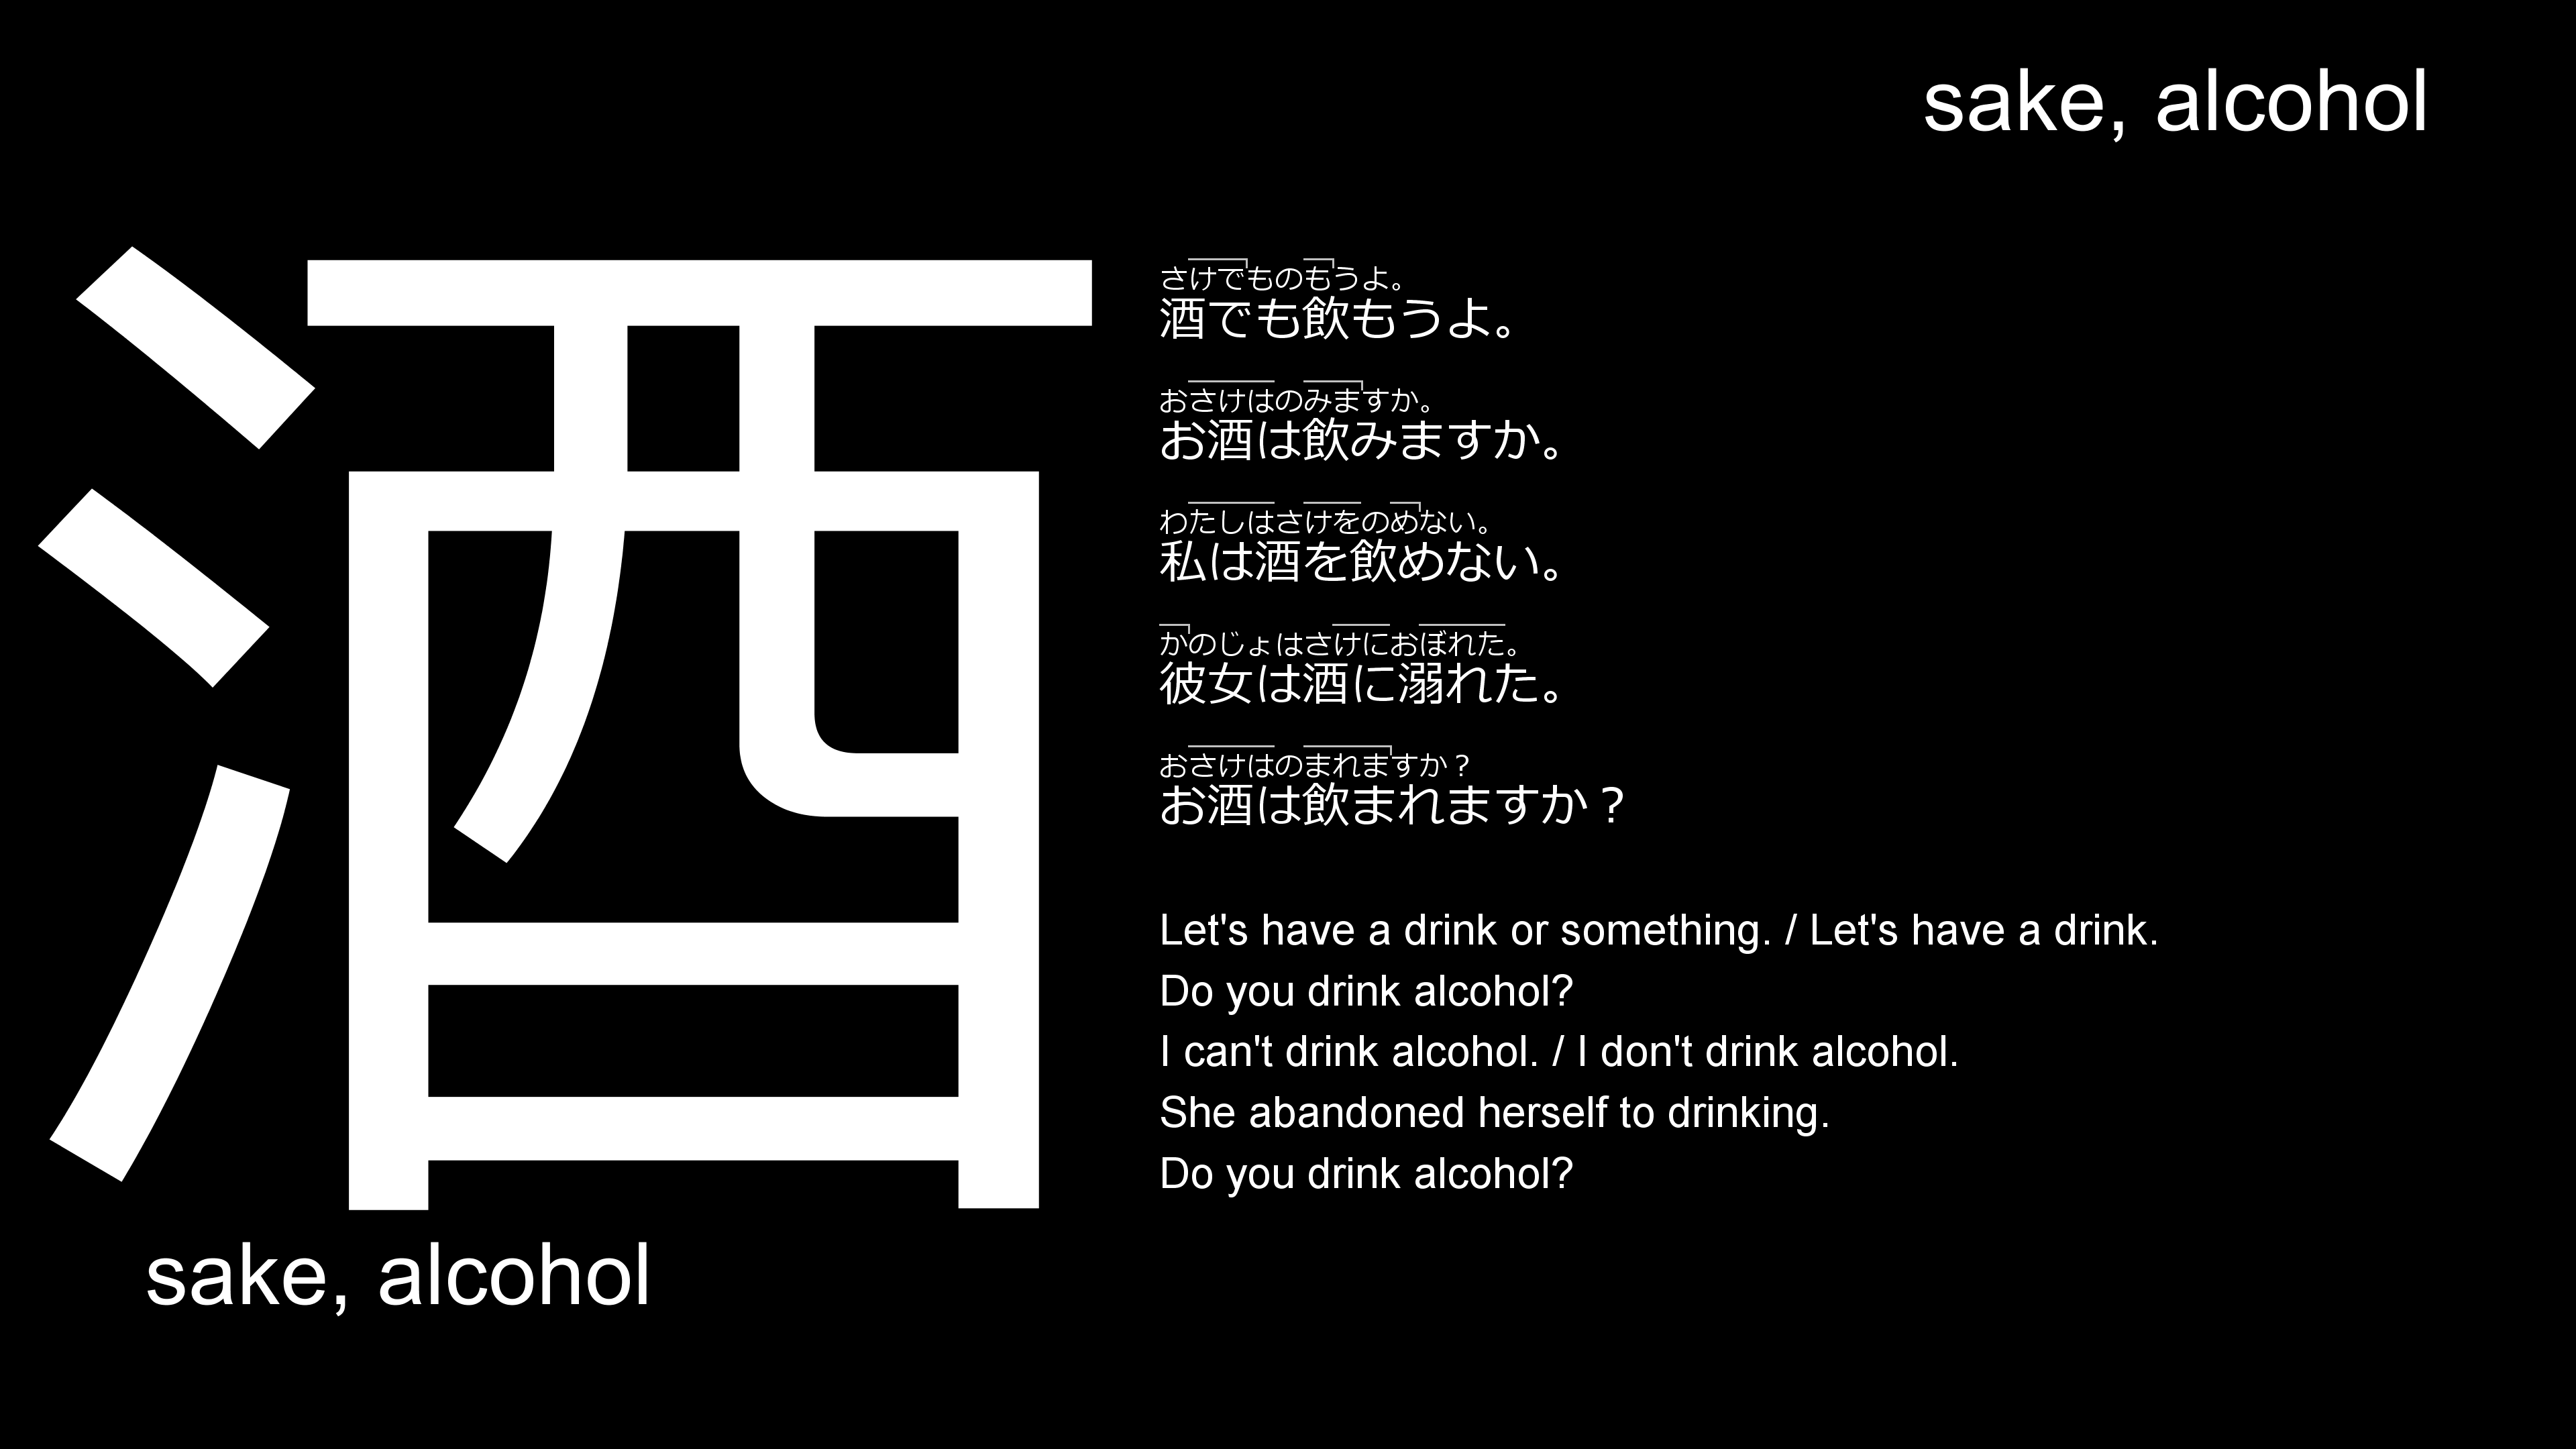 sake, alcohol
酒
sake, alcohol
さけでものもうよ。
酒でも飲もうよ。
おさけはのみますか。
お酒は飲みますか。
わたしはさけをのめない。
私は酒を飲めない。
かのじょはさけにおぼれた。
彼女は酒に溺れた。
おさけはのまれますか？
お酒は飲まれますか？
Let's have a drink or something. / Let's have a drink.
Do you drink alcohol?
I can't drink alcohol. / I don't drink alcohol.
She abandoned herself to drinking.
Do you drink alcohol?